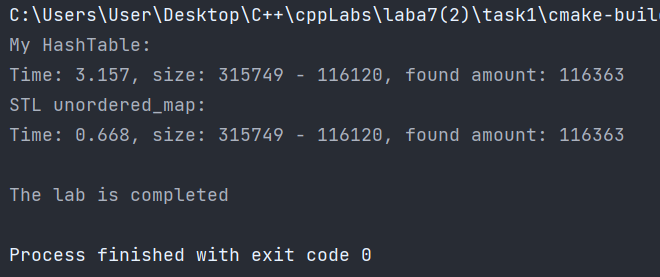 C:\Users\User\Desktop\C++\cppLabs\laba7(2)\task1\cmake-buil
My HashTable:
Time: 3.157, size: 315749 - 116120, found amount: 116363
STL unordered_map:
Time: 0.668, size: 315749 - 116120, found amount: 116363
The lab is completed
Process finished with exit code 0